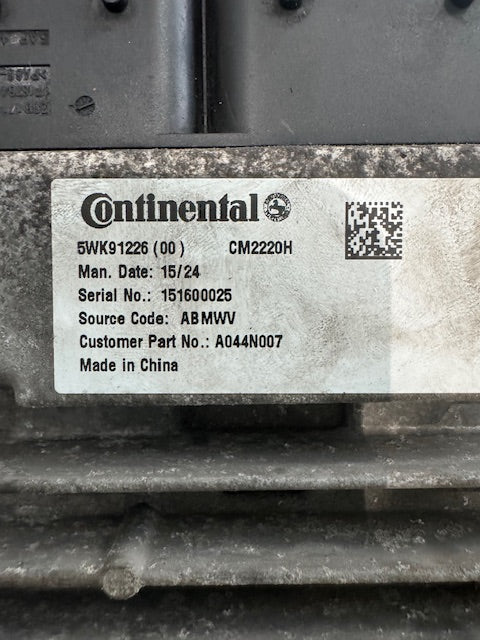 Continental
5WK91226 (00) CM2220H
Man. Date: 15/24
Serial No.: 151600025
Source Code: ABMWV
Customer Part No.: A044N007
Made in China